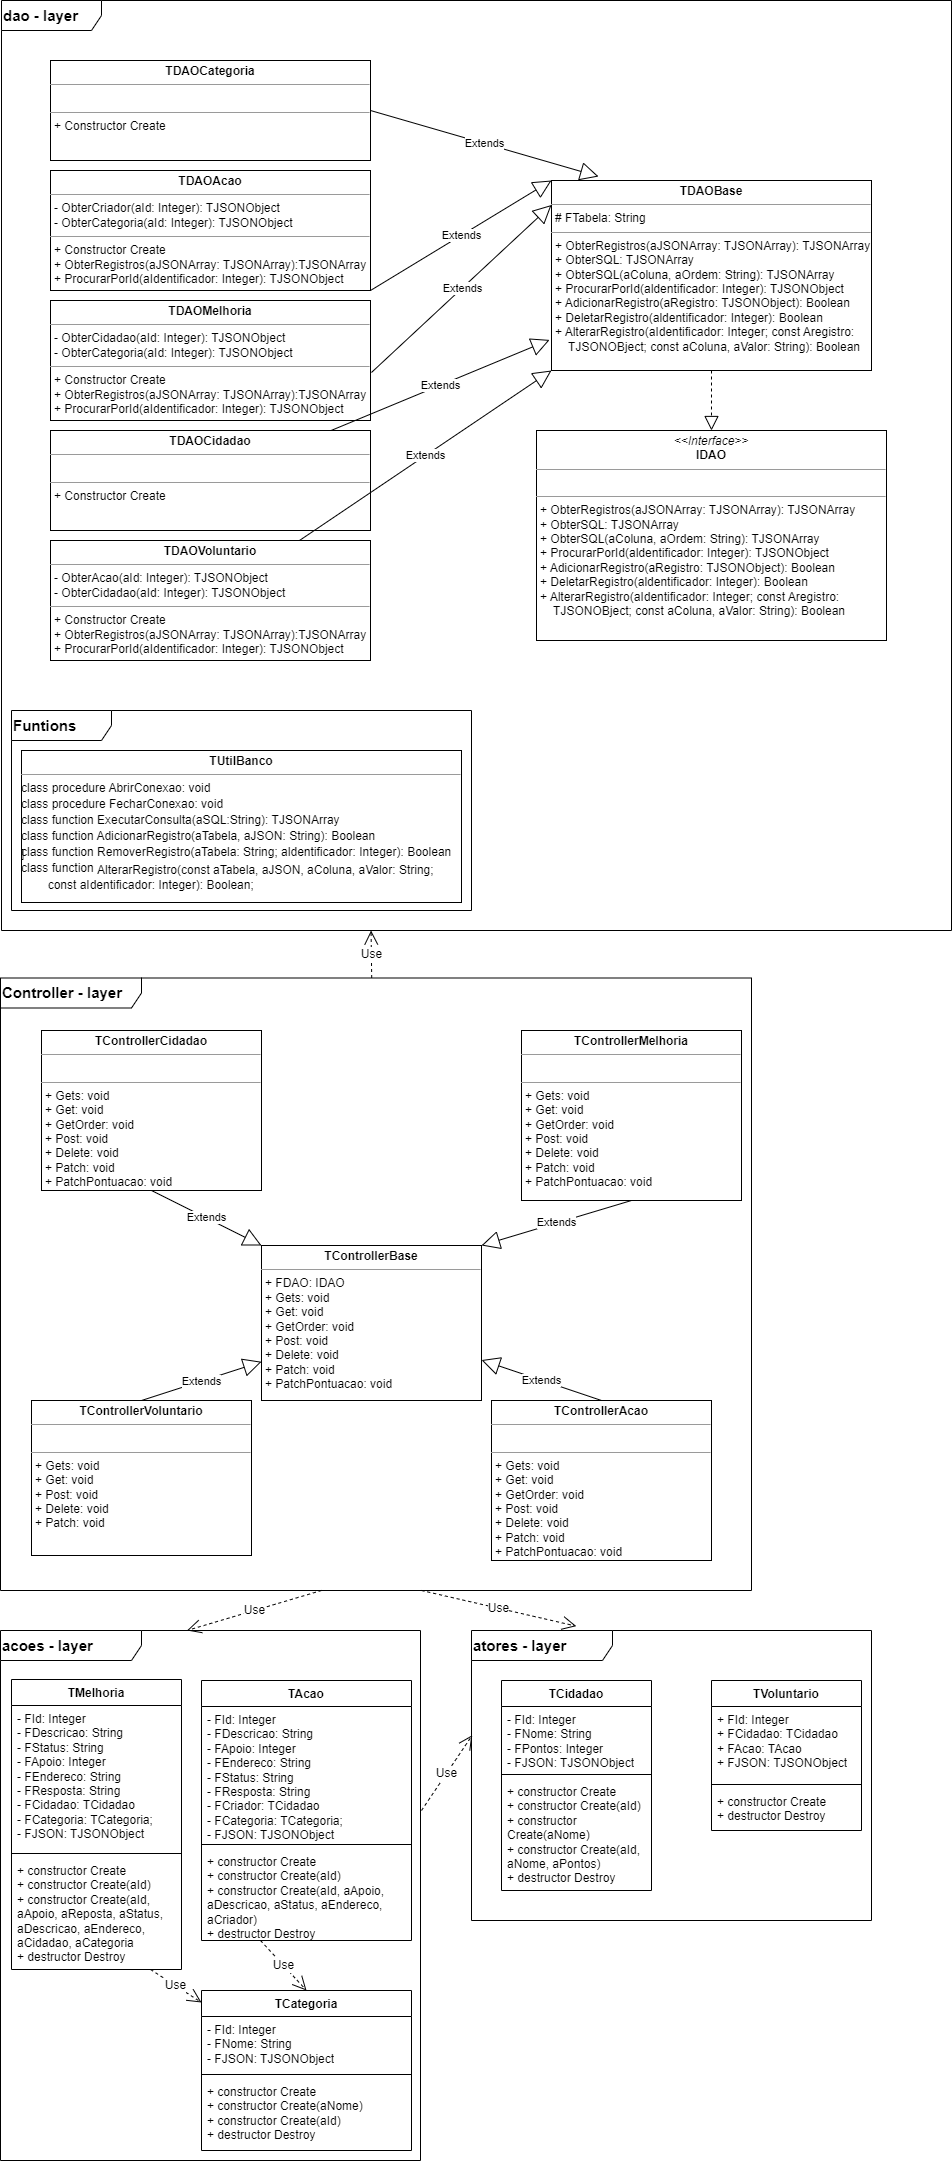 dao - layer
TDAOCategoria
+ Constructor Create
Extends
TDAOAcao
- ObterCriador(aId: Integer): TJSONObject
- ObterCategoria(aId: Integer): TJSONObject
+ Constructor Create
+ ObterRegistros(aJSONArray: TJSONArray):TJSONArray
+ ProcurarPorId(aIdentificador: Integer): TJSONObject
Extends
TDAOMelhoria
- ObterCidadao(aId: Integer): TJSONObject
- ObterCategoria(aId: Integer): TJSONObject
+ Constructor Create
+ ObterRegistros(aJSONArray: TJSONArray):TJSONArray
+ ProcurarPorId(aIdentificador: Integer): TJSONObject
Extends
TDAOCidadao
+ Constructor Create
Extends
TDAOVoluntario
- ObterAcao(aId: Integer): TJSONObject
- ObterCidadao(aId: Integer): TJSONObject
+ Constructor Create
+ ObterRegistros(aJSONArray: TJSONArray):TJSONArray
+ ProcurarPorId(aIdentificador: Integer): TJSONObject
Extends
TDAOBase
# FTabela: String
+ ObterRegistros(aJSONArray: TJSONArray): TJSONArray
+ ObterSQL: TJSONArray
+ ObterSQL(aColuna, aOrdem: String): TJSONArray
+ ProcurarPorId(aIdentificador: Integer): TJSONObject
+ AdicionarRegistro(aRegistro: TJSONObject): Boolean
+ DeletarRegistro(aIdentificador: Integer): Boolean
+ AlterarRegistro(aIdentificador: Integer; const Aregistro:
TJSONOBject; const aColuna, aValor: String): Boolean
<<Interface>>
IDAO
+ ObterRegistros(aJSONArray: TJSONArray): TJSONArray
+ ObterSQL: TJSONArray
+ ObterSQL(aColuna, aOrdem: String): TJSONArray
+ ProcurarPorId(aIdentificador: Integer): TJSONObject
+ AdicionarRegistro(aRegistro: TJSONObject): Boolean
+ DeletarRegistro(aIdentificador: Integer): Boolean
+ AlterarRegistro(aIdentificador: Integer; const Aregistro:
TJSONOBject; const aColuna, aValor: String): Boolean
Funtions
TUtilBanco
class procedure AbrirConexao: void
class procedure FecharConexao: void
class function ExecutarConsulta(aSQL:String): TJSONArray
class function AdicionarRegistro(aTabela, aJSON: String): Boolean
class function RemoverRegistro(aTabela: String; aIdentificador: Integer): Boolean
class function AlterarRegistro(const aTabela, aJSON, aColuna, aValor: String;
const aIdentificador: Integer): Boolean;
Use
Controller - layer
TControllerCidadao
+ Gets: void
+ Get: void
+ GetOrder: void
+ Post: void
+ Delete: void
+ Patch: void
+ PatchPontuacao: void
Extends
TControllerMelhoria
+ Gets: void
+ Get: void
+ GetOrder: void
+ Post: void
+ Delete: void
+ Patch: void
+ PatchPontuacao: void
Extends
TControllerBase
+ FDAO: IDAO
+ Gets: void
+ Get: void
+ GetOrder: void
+ Post: void
+ Delete: void
+ Patch: void
+ PatchPontuacao: void
Extends
TControllerVoluntario
+ Gets: void
+ Get: void
+ Post: void
+ Delete: void
+ Patch: void
Extends
TControllerAcao
+ Gets: void
+ Get: void
+ GetOrder: void
+ Post: void
+ Delete: void
+ Patch: void
+ PatchPontuacao: void
Use
Use
acoes - layer
TMelhoria
- FId: Integer
- FDescricao: String
- FStatus: String
- FApoio: Integer
- FEndereco: String
- FResposta: String
- FCidadao: TCidadao
- FCategoria: TCategoria;
- FJSON: TJSONObject
+ constructor Create
+ constructor Create(aId)
+ constructor Create(aId,
aApoio, aReposta, aStatus,
aDescricao, aEndereco,
aCidadao, aCategoria
+ destructor Destroy
Use
TAcao
- FId: Integer
- FDescricao: String
- FApoio: Integer
- FEndereco: String
- FStatus: String
- FResposta: String
- FCriador: TCidadao
- FCategoria: TCategoria;
- FJSON: TJSONObject
+ constructor Create
+ constructor Create(aId)
+ constructor Create(aId, aApoio,
aDescricao, aStatus, aEndereco,
aCriador)
+ destructor Destroy
Use
TCategoria
- FId: Integer
- FNome: String
- FJSON: TJSONObject
+ constructor Create
+ constructor Create(aNome)
+ constructor Create(aId)
+ destructor Destroy
Use
atores - layer
TCidadao
- FId: Integer
- FNome: String
- FPontos: Integer
- FJSON: TJSONObject
+ constructor Create
+ constructor Create(aId)
+ constructor
Create(aNome)
+ constructor Create(aId,
aNome, aPontos)
+ destructor Destroy
TVoluntario
+ FId: Integer
+ FCidadao: TCidadao
+ FAcao: TAcao
+ FJSON: TJSONObject
+ constructor Create
+ destructor Destroy